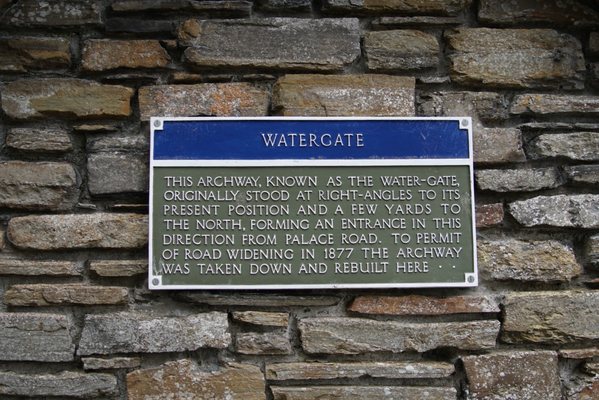 WATERGATE
THIS ARCHWAY, KNOWN AS THE WATER-GATE,
ORIGINALLY STOOD AT RIGHT-ANGLES TO ITS
PRESENT POSITION AND A FEW YARDS TO
THE NORTH, FORMING AN ENTRANCE IN THIS
DIRECTION FROM PALACE ROAD. TO PERMIT
OF ROAD WIDENING IN 1877 THE ARCHWAY
WAS TAKEN DOWN AND REBUILT HERE